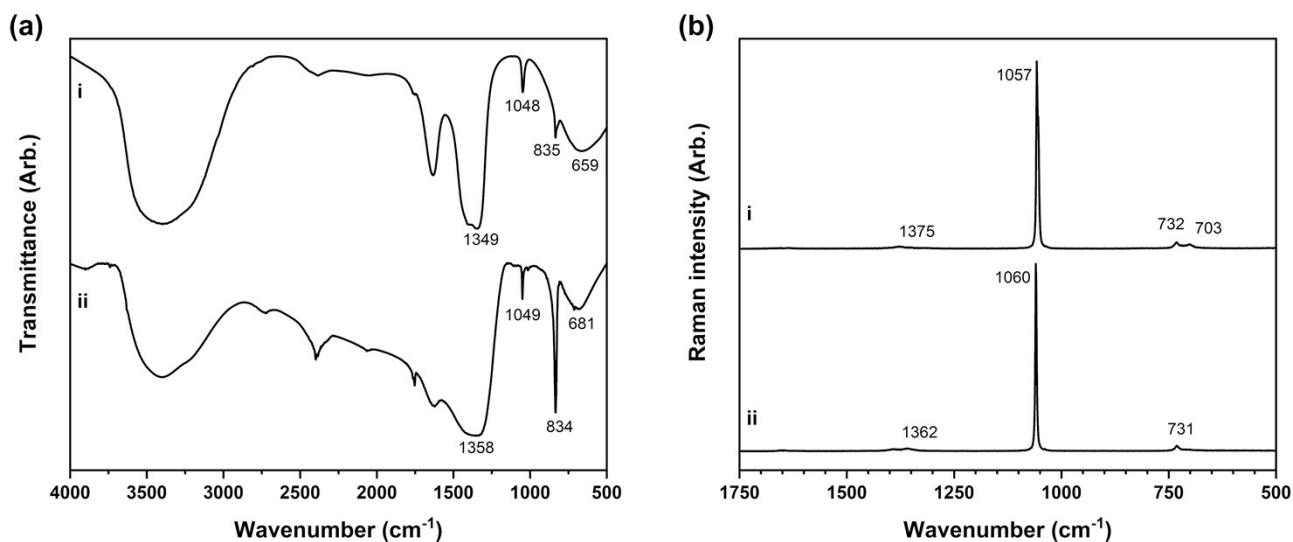 (a)
Transmittance (Arb.)
i
1048
835
659
1349
ii
1049
681
834
1358
4000 3500 3000 2500 2000 1500 1000 500
Wavenumber (cm⁻¹)
(b)
Raman intensity (Arb.)
1057
i
1375
732
703
1060
ii
1362
731
1750 1500 1250 1000 750 500
Wavenumber (cm⁻¹)